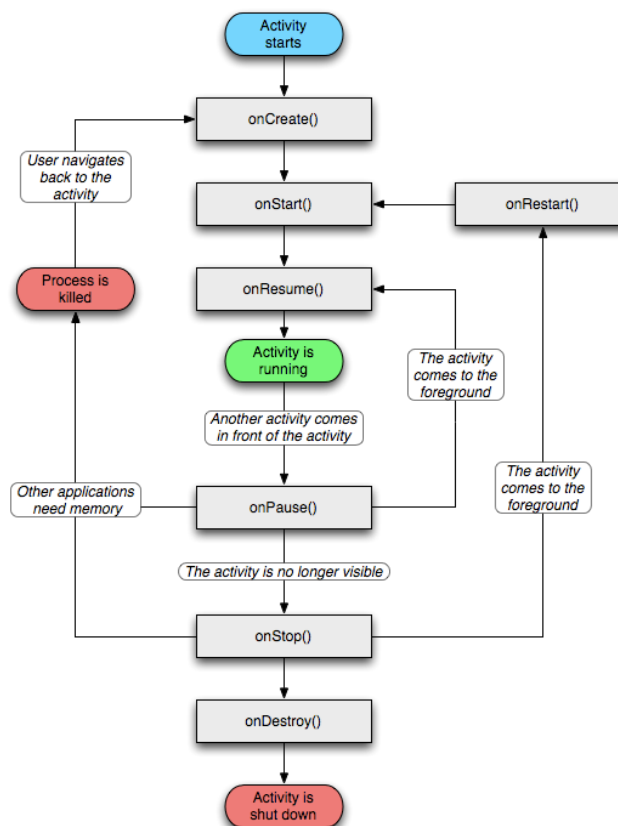 Activity
starts
onCreate()
User navigates
back to the
activity
onStart()
onRestart()
Process is
killed
onResume()
Activity is
running
The activity
comes to the
foreground
Another activity comes
in front of the activity
The activity
comes to the
foreground
Other applications
need memory
onPause()
The activity is no longer visible
onStop()
onDestroy()
Activity is
shut down